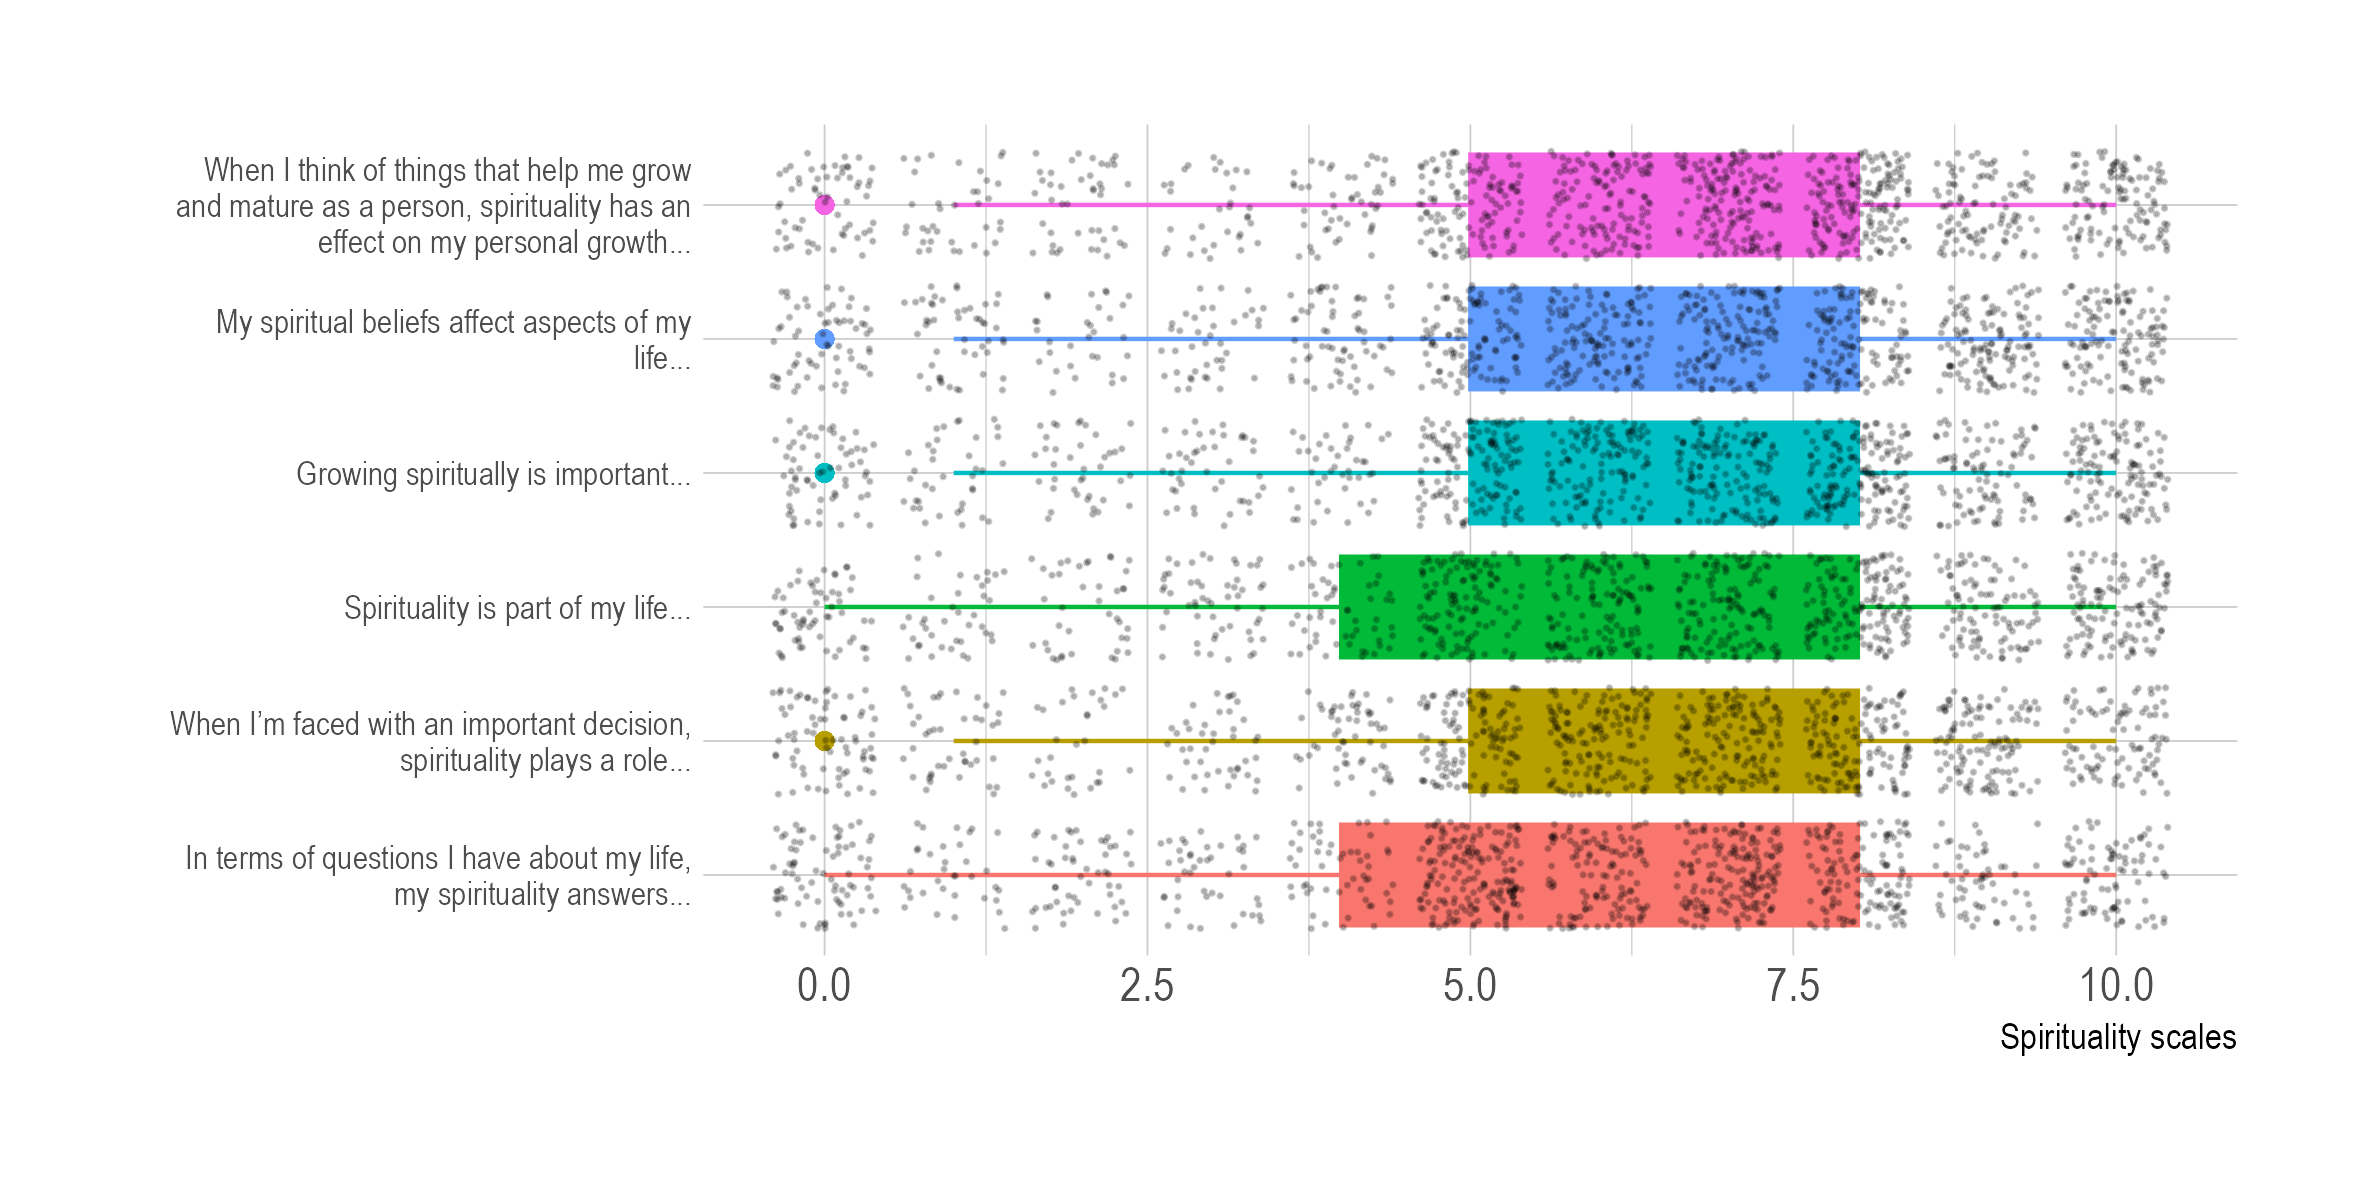 When I think of things that help me grow
and mature as a person, spirituality has an
effect on my personal growth...
My spiritual beliefs affect aspects of my
life...
Growing spiritually is important...
Spirituality is part of my life...
When I’m faced with an important decision,
spirituality plays a role...
In terms of questions I have about my life,
my spirituality answers...
0.0 2.5 5.0 7.5 10.0
Spirituality scales